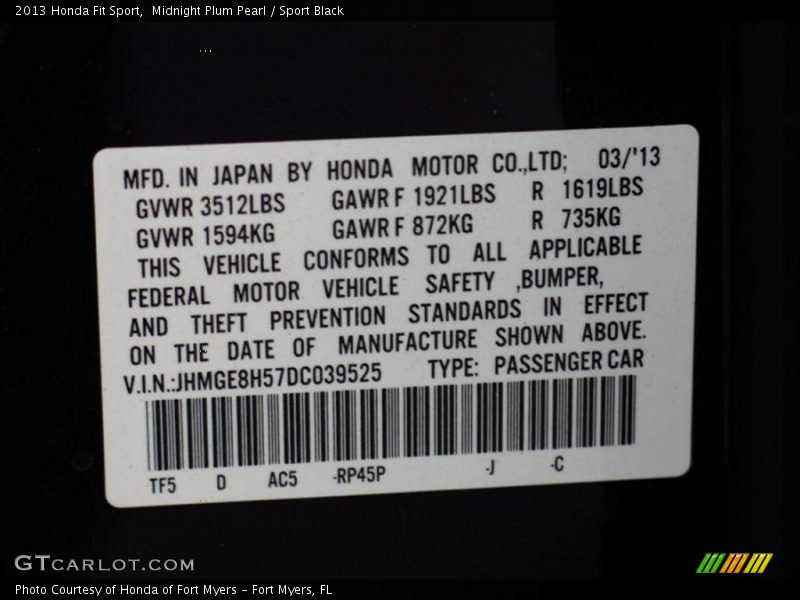 2013 Honda Fit Sport,  Midnight Plum Pearl / Sport Black
MFD. IN JAPAN BY HONDA MOTOR CO.,LTD; 03/'13
GVWR 3512LBS GAWR F 1921LBS R 1619LBS
GVWR 1594KG GAWR F 872KG R 735KG
THIS VEHICLE CONFORMS TO ALL APPLICABLE
FEDERAL MOTOR VEHICLE SAFETY ,BUMPER,
AND THEFT PREVENTION STANDARDS IN EFFECT
ON THE DATE OF MANUFACTURE SHOWN ABOVE.
V.I.N.:JHMGE8H57DC039525 TYPE: PASSENGER CAR
TF5 D AC5 -RP45P -J -C
GTCARLOT.COM
Photo Courtesy of Honda of Fort Myers – Fort Myers, FL